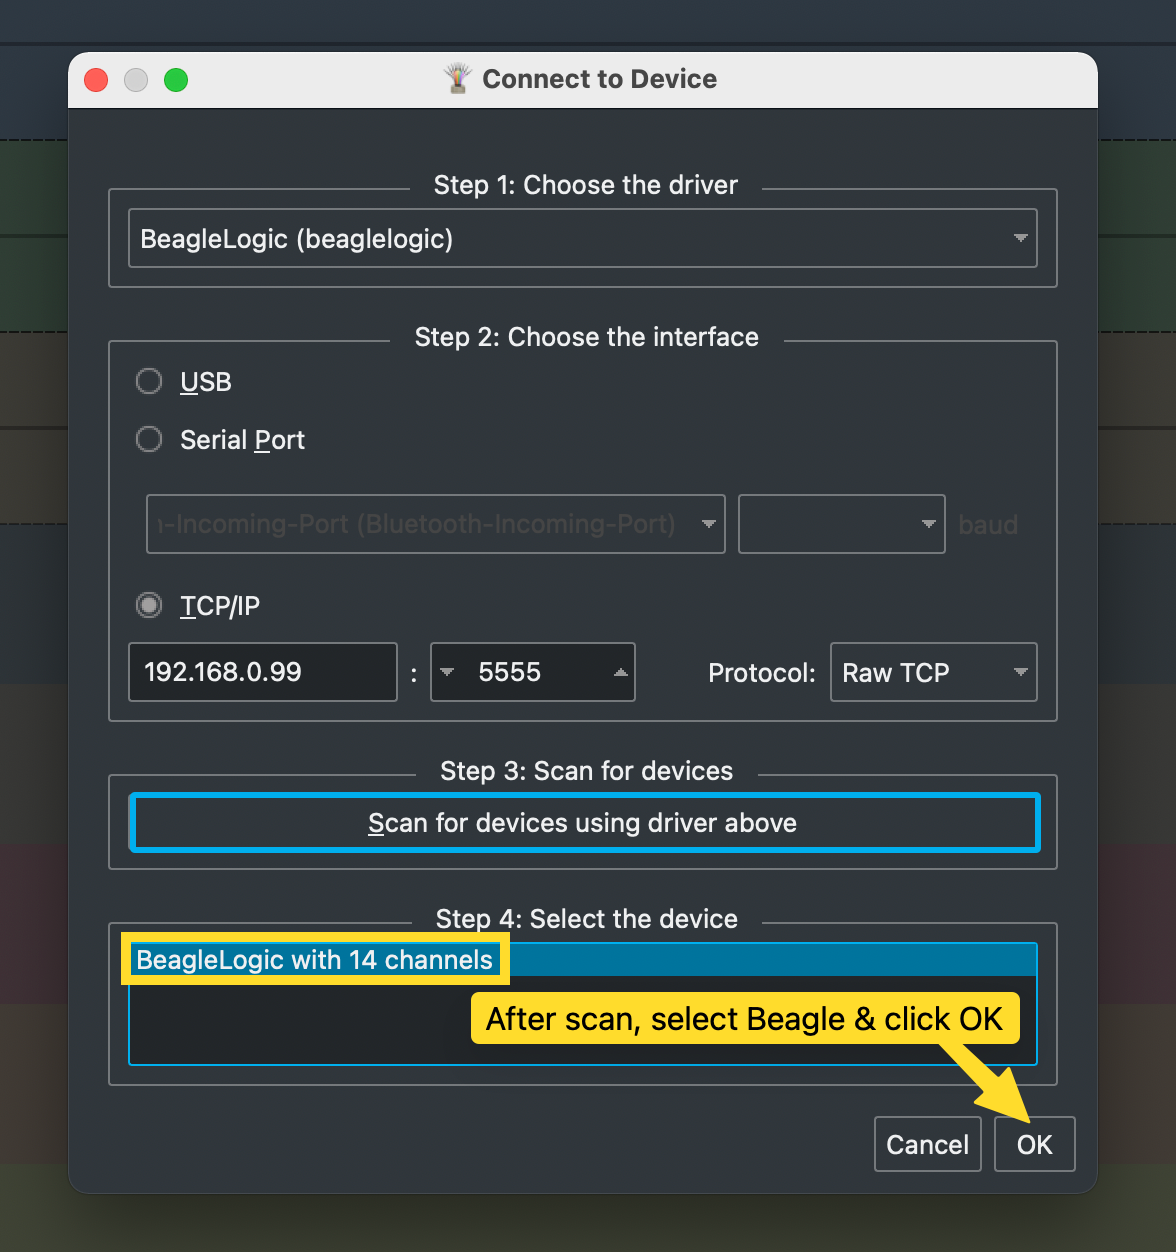 Connect to Device
Step 1: Choose the driver
BeagleLogic (beaglelogic)
Step 2: Choose the interface
USB
Serial Port
-Incoming-Port (Bluetooth-Incoming-Port)
baud
TCP/IP
192.168.0.99 : 5555 Protocol: Raw TCP
Step 3: Scan for devices
Scan for devices using driver above
Step 4: Select the device
BeagleLogic with 14 channels
After scan, select Beagle & click OK
Cancel OK